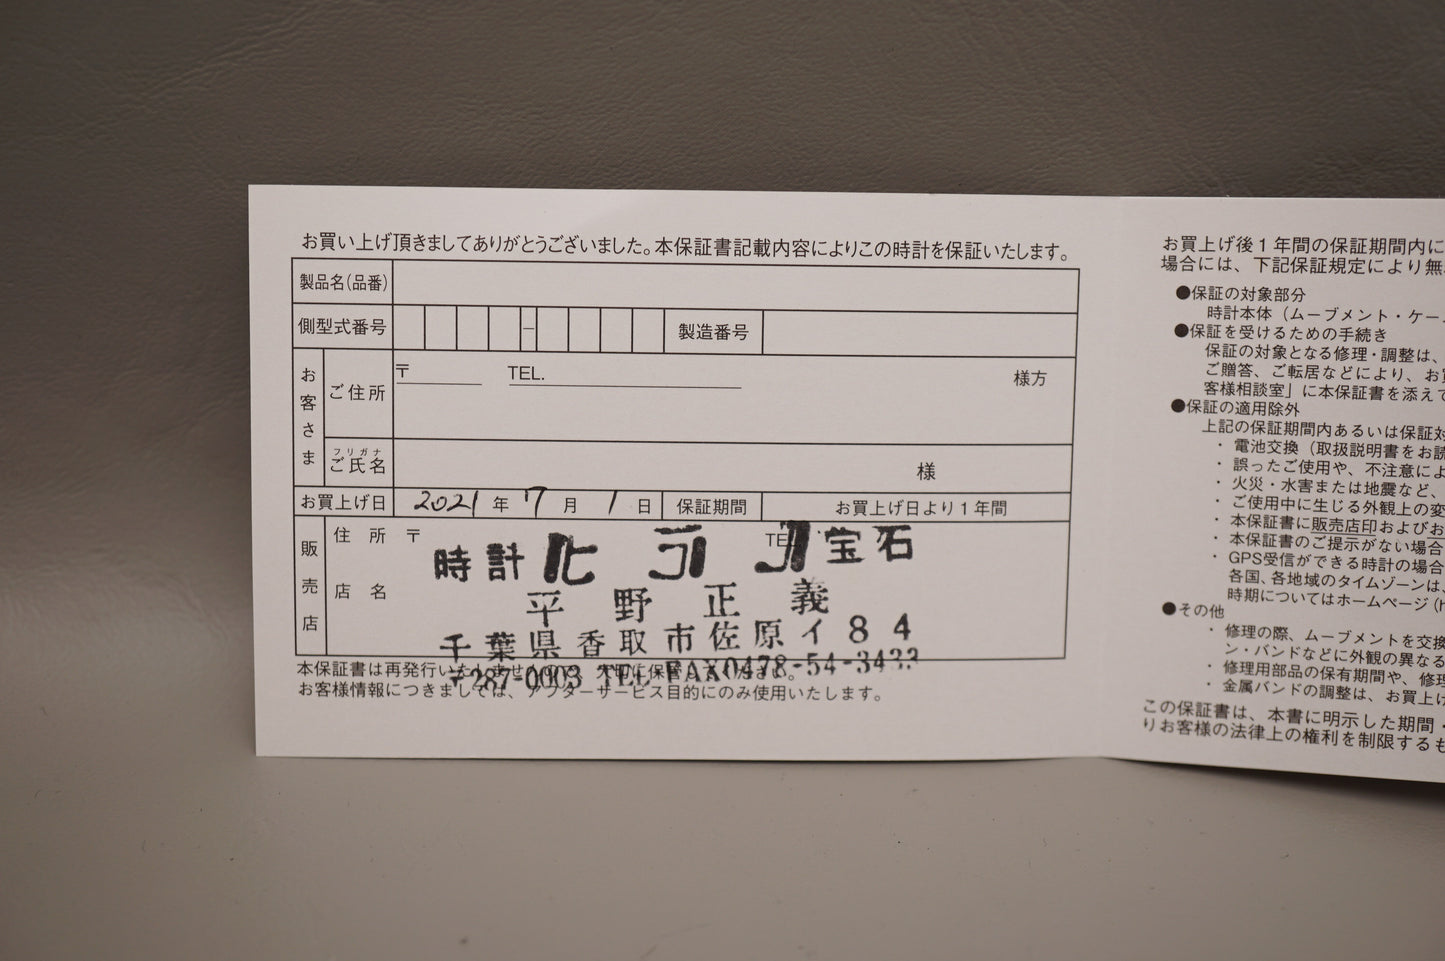 お買い上げ頂きましてありがとうございました。本保証書記載内容によりこの時計を保証いたします。
製品名(品番)
側型式番号 － 製造番号
お客さま
ご住所 〒 TEL. 様方
フリガナ
ご氏名 様
お買上げ日 2021 年 7 月 1 日 保証期間 お買上げ日より1年間
販売店
住所 〒 TEL
店名
時計 宝石
平野 正義
千葉県香取市佐原イ84
〒287-0003 TEL FAX0478-54-3433
本保証書は再発行いたしません 大切に保管
お客様情報につきましては、アフターサービス目的にのみ使用いたします。
お買上げ後1年間の保証期間内に
場合には、下記保証規定により無
●保証の対象部分
時計本体（ムーブメント・ケー
●保証を受けるための手続き
保証の対象となる修理・調整は、
ご贈答、ご転居などにより、お
客様相談室」に本保証書を添えて
●保証の適用除外
上記の保証期間内あるいは保証対
・電池交換（取扱説明書をお読
・誤ったご使用や、不注意によ
・火災・水害または地震など、
・ご使用中に生じる外観上の変
・本保証書に販売店印およびお
・本保証書のご提示がない場合
・GPS受信ができる時計の場合
各国、各地域のタイムゾーンは、
時期についてはホームページ（h
●その他
・修理の際、ムーブメントを交換
ン・バンドなどに外観の異なる
・修理用部品の保有期間や、修理
・金属バンドの調整は、お買上げ
この保証書は、本書に明示した期間・
りお客様の法律上の権利を制限するも